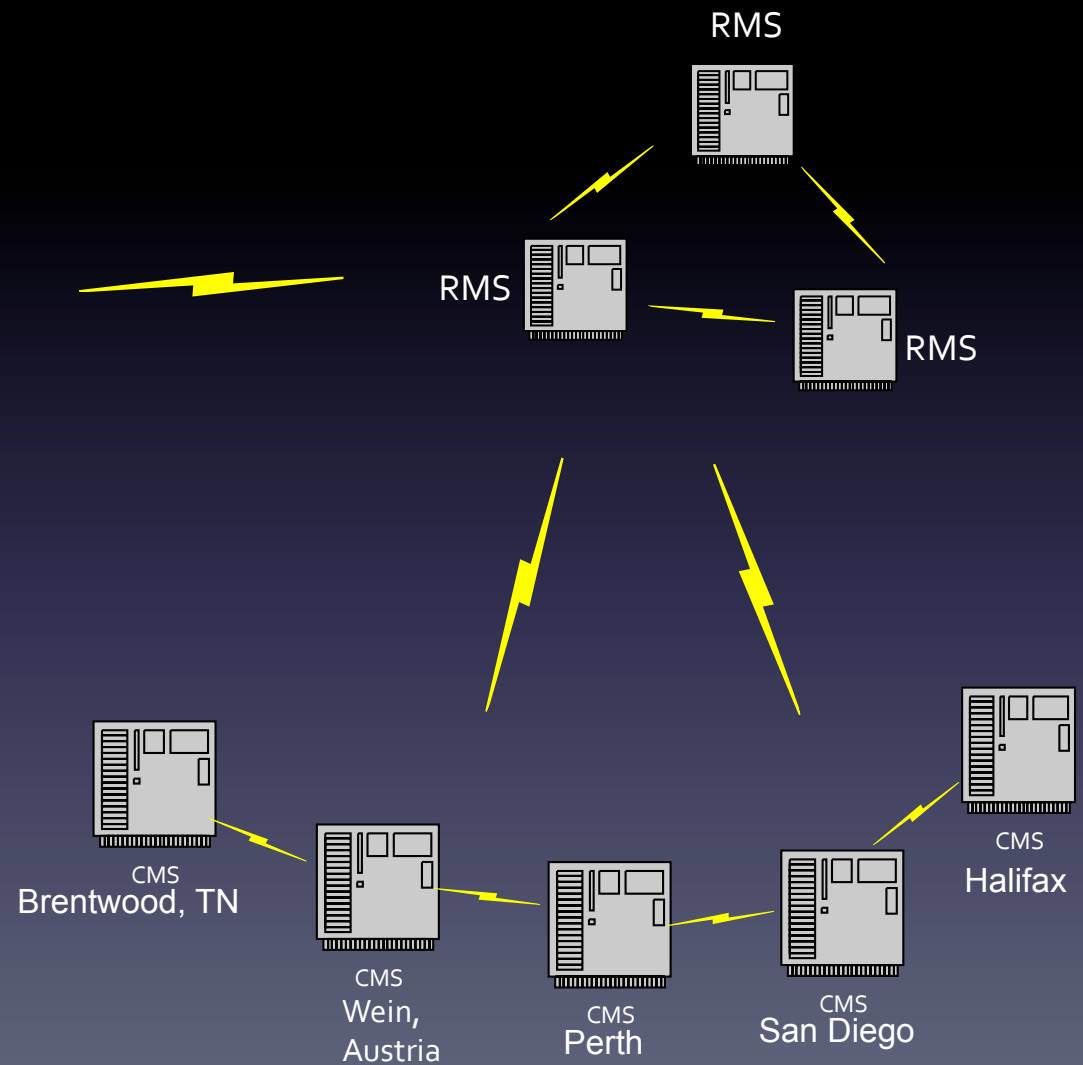 RMS
RMS
RMS
CMS
Brentwood, TN
CMS
Wein,
Austria
CMS
Perth
CMS
San Diego
CMS
Halifax